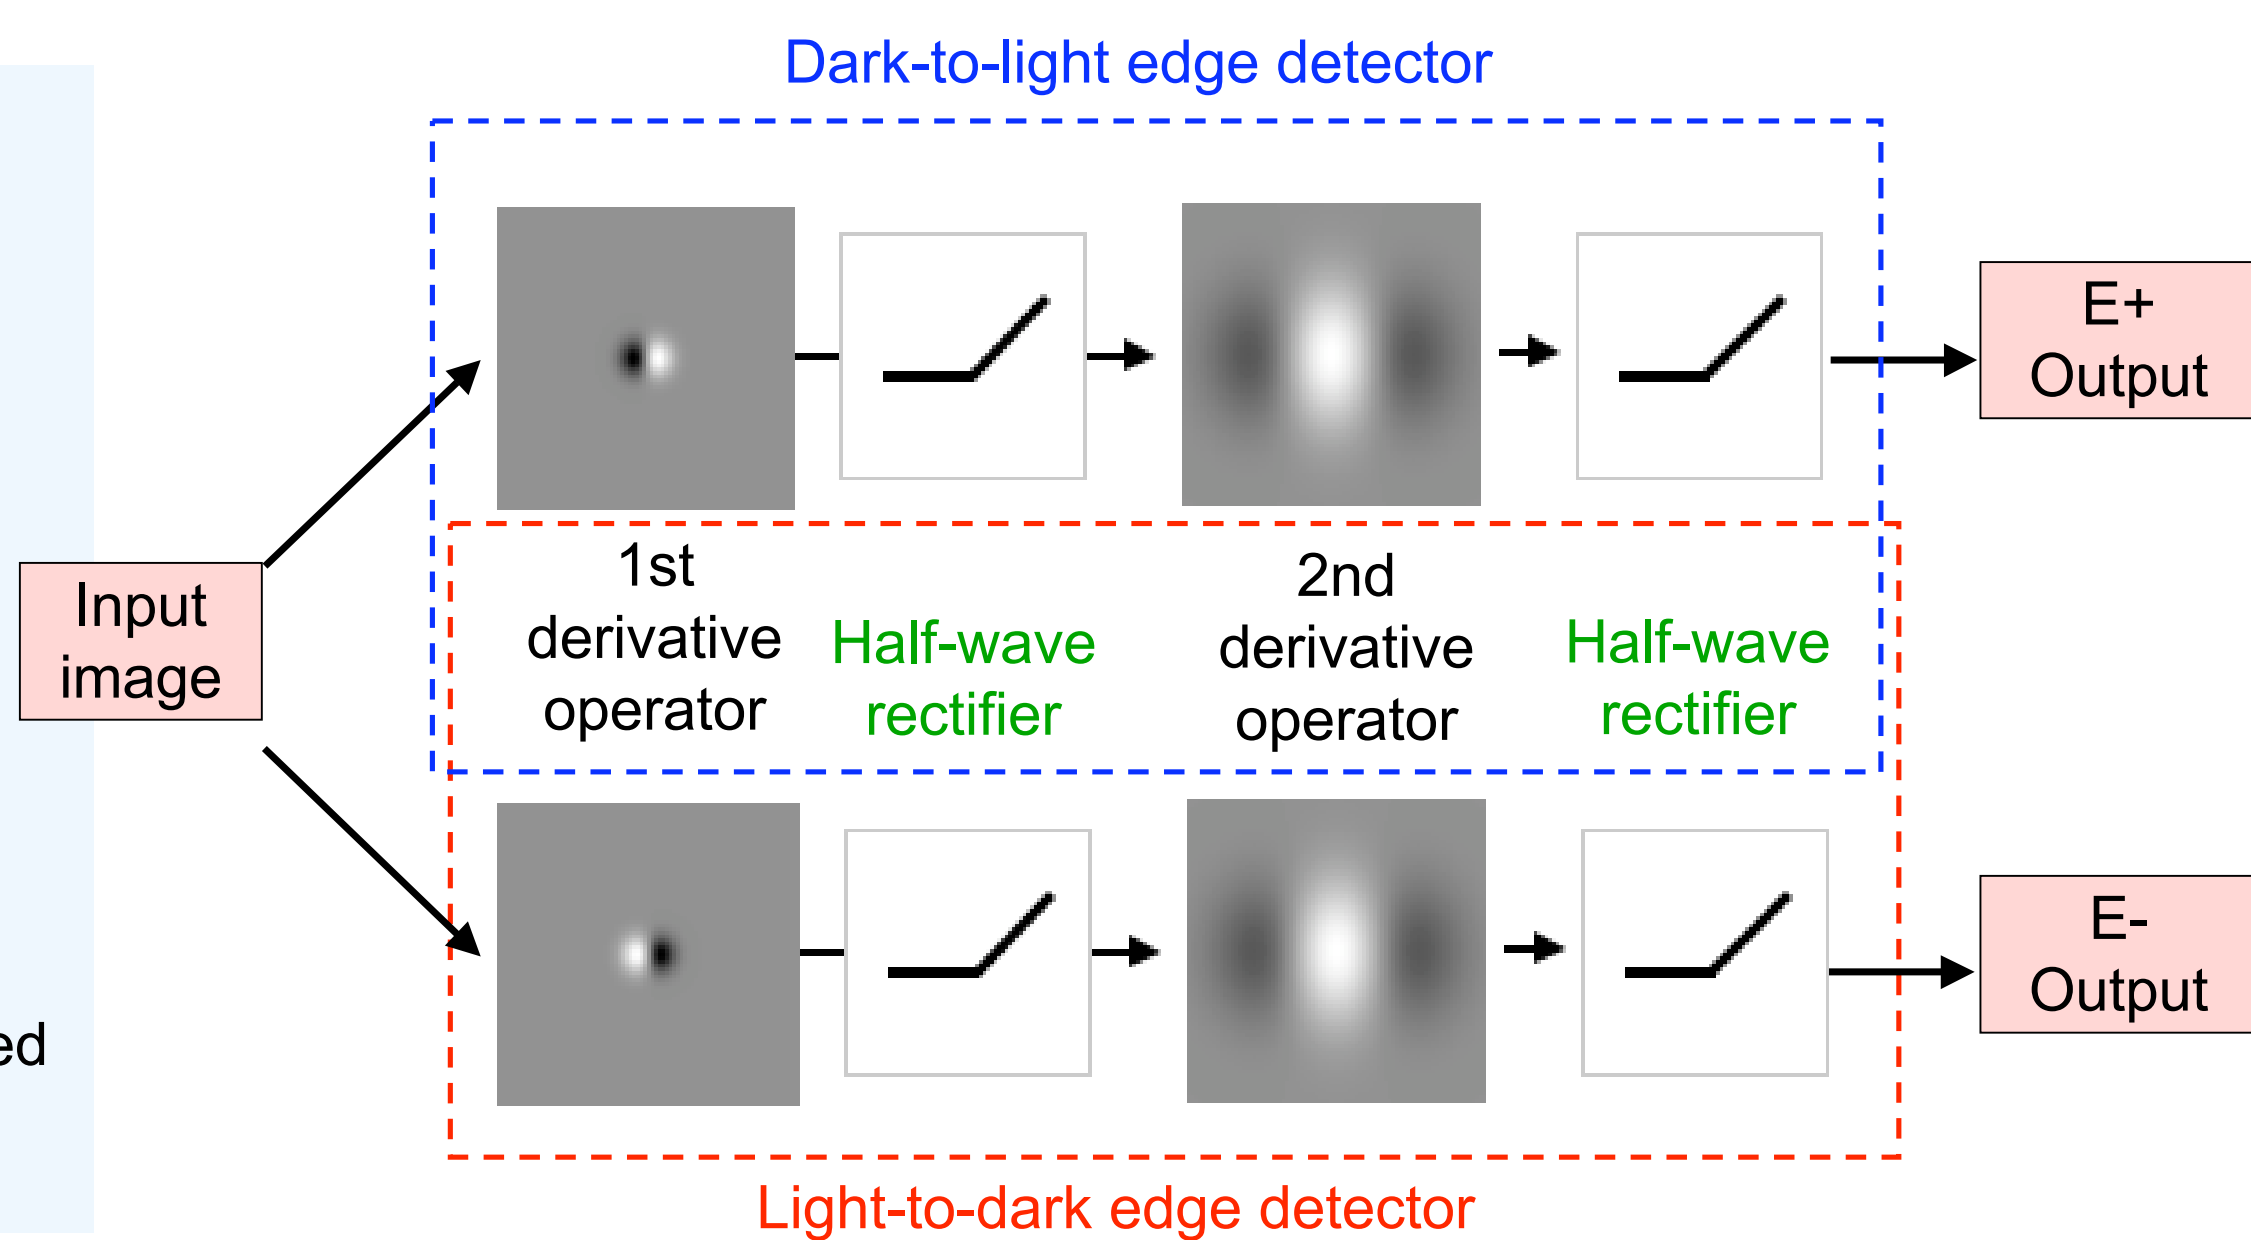 Dark-to-light edge detector
E+
Output
Input
image
1st
derivative
operator
Half-wave
rectifier
2nd
derivative
operator
Half-wave
rectifier
E-
Output
ed
Light-to-dark edge detector